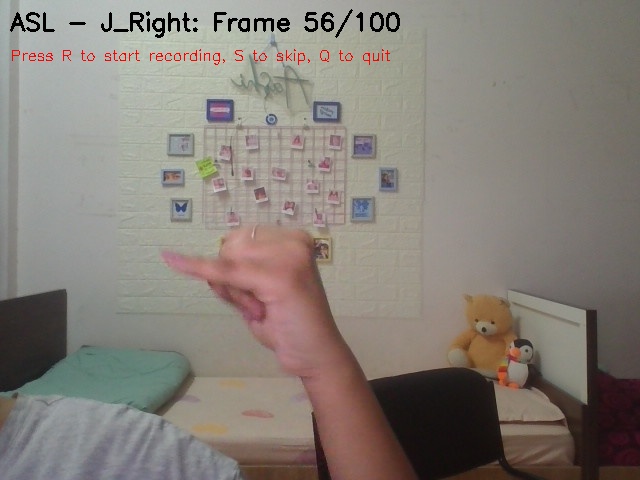 ASL - J_Right: Frame 56/100
Press R to start recording, S to skip, Q to quit